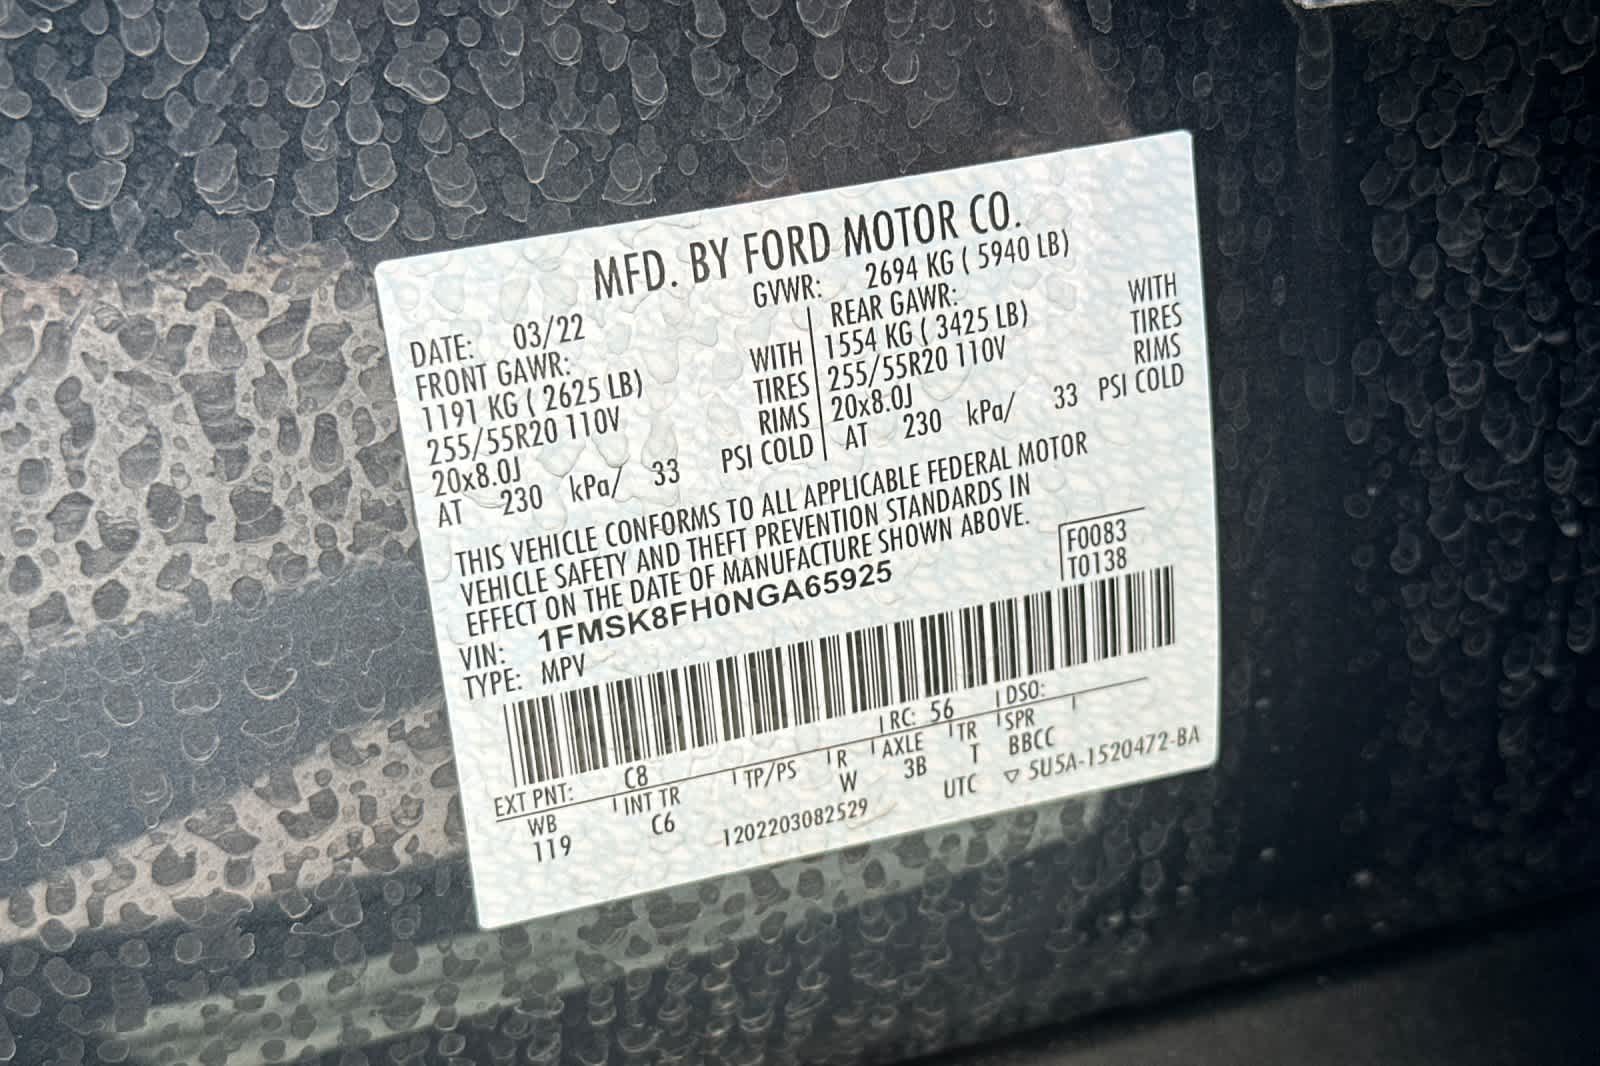 MFD. BY FORD MOTOR CO.
DATE: 03/22 GVWR: 2694 KG ( 5940 LB)
FRONT GAWR: REAR GAWR:
1191 KG ( 2625 LB) WITH 1554 KG ( 3425 LB) WITH
255/55R20 110V TIRES 255/55R20 110V TIRES
20x8.0J RIMS 20x8.0J RIMS
AT 230 kPa/ 33 PSI COLD AT 230 kPa/ 33 PSI COLD
THIS VEHICLE CONFORMS TO ALL APPLICABLE FEDERAL MOTOR
VEHICLE SAFETY AND THEFT PREVENTION STANDARDS IN
EFFECT ON THE DATE OF MANUFACTURE SHOWN ABOVE.
F0083
T0138
VIN: 1FMSK8FH0NGA65925
TYPE: MPV
EXT PNT: C8 RC: 56 DSO:
WB INT TR TP/PS R AXLE TR SPR
119 C6 W 3B T BBCC
1202203082529 UTC ▽ 5U5A-1520472-BA